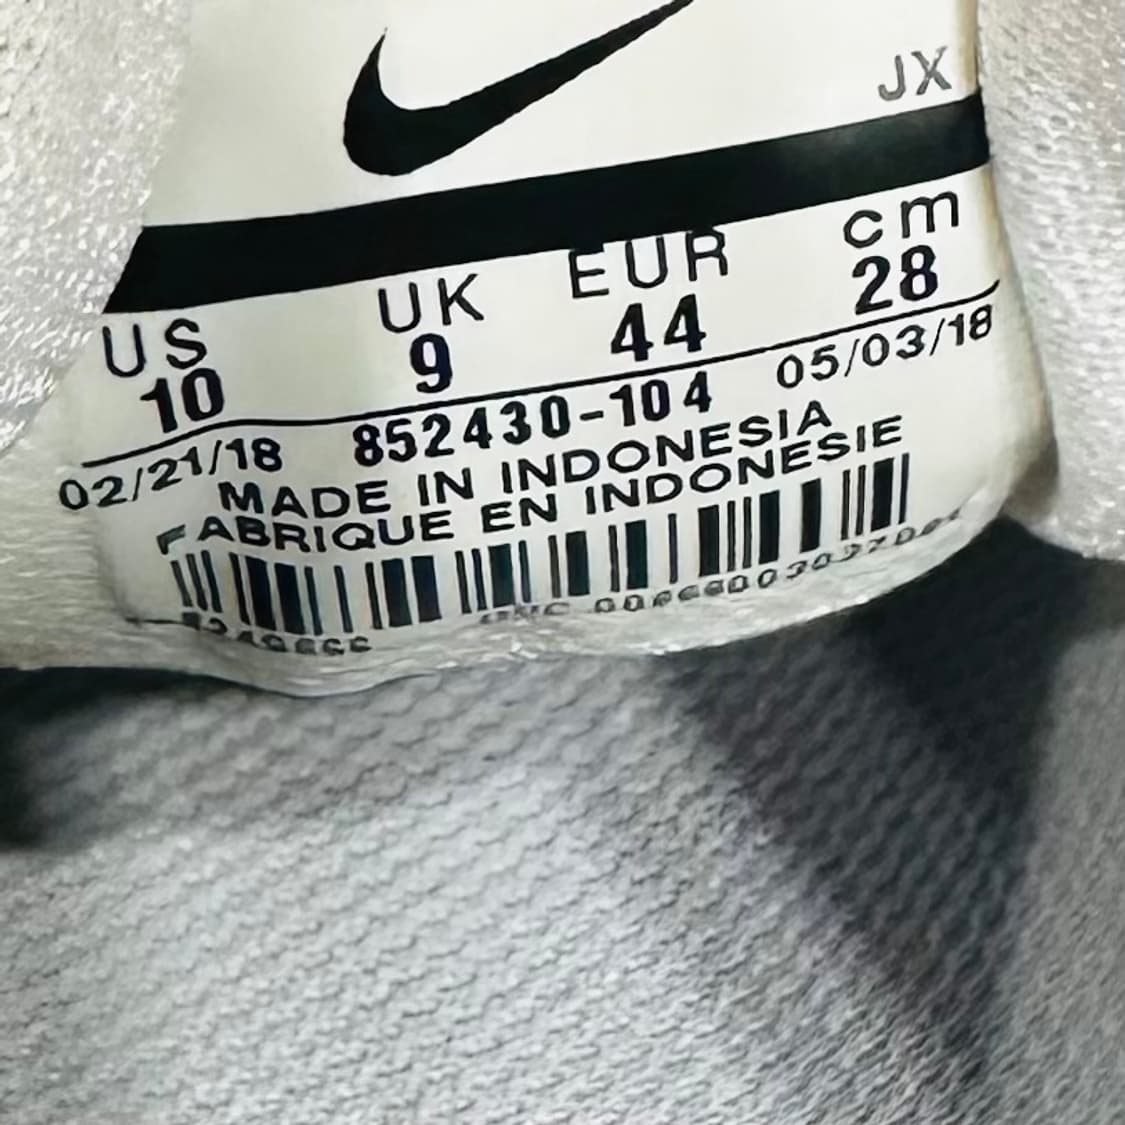 JX
US UK EUR cm
10 9 44 28
02/21/18 852430-104 05/03/18
MADE IN INDONESIA
FABRIQUE EN INDONESIE